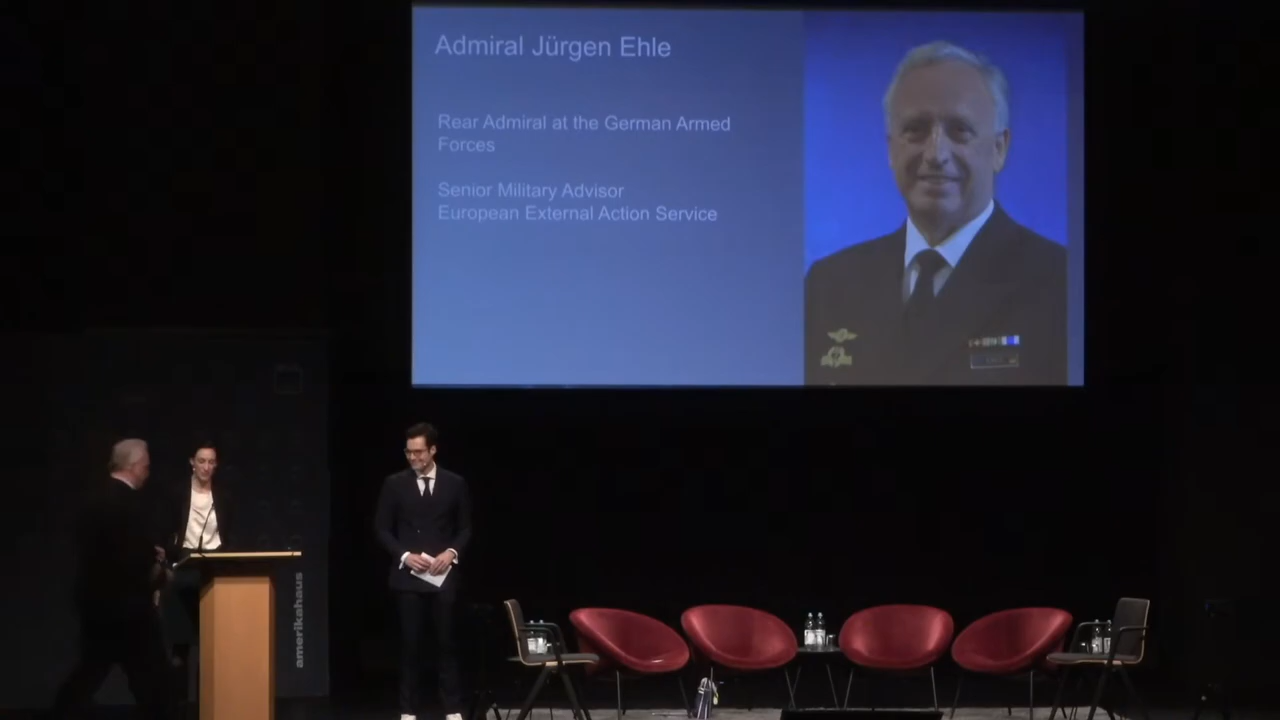 Admiral Jürgen Ehle
Rear Admiral at the German Armed
Forces
Senior Military Advisor
European External Action Service
amerikahaus